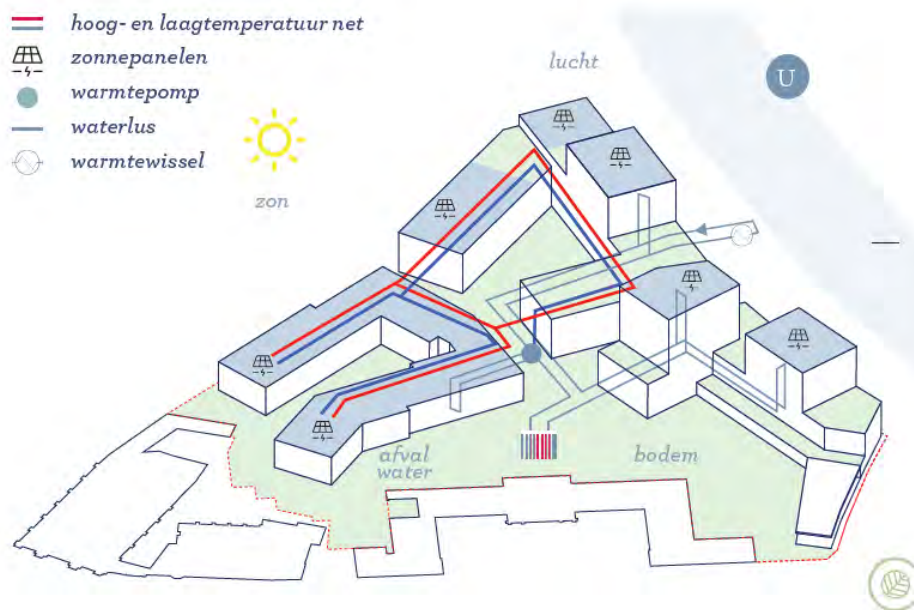 hoog- en laagtemperatuur net
zonnepanelen
warmtepomp
waterlus
warmtewissel
lucht
U
zon
afval
water
bodem